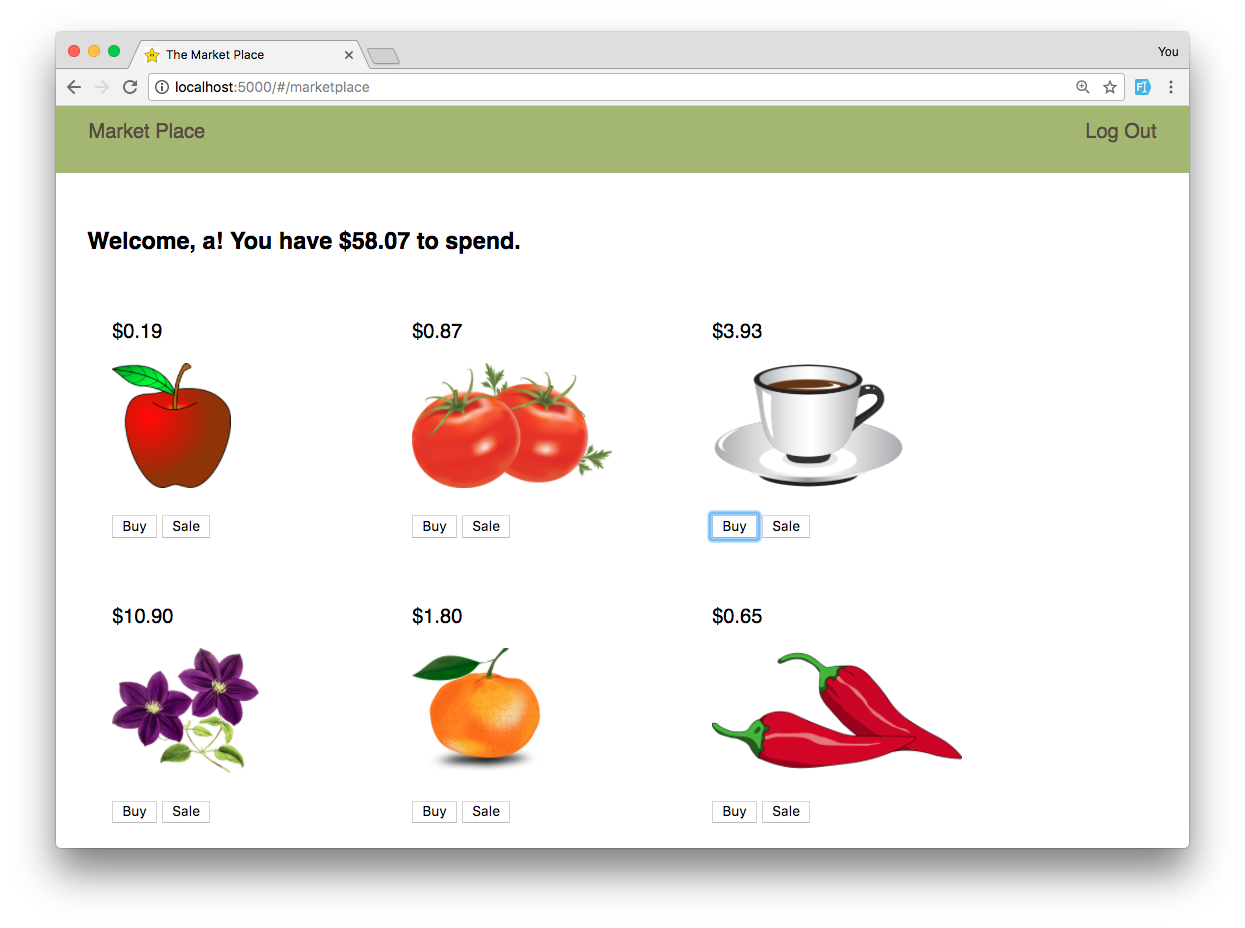 The Market Place
You
localhost:5000/#/marketplace
FI
Market Place Log Out
Welcome, a! You have $58.07 to spend.
$0.19 $0.87 $3.93
Buy Sale Buy Sale Buy Sale
$10.90 $1.80 $0.65
Buy Sale Buy Sale Buy Sale